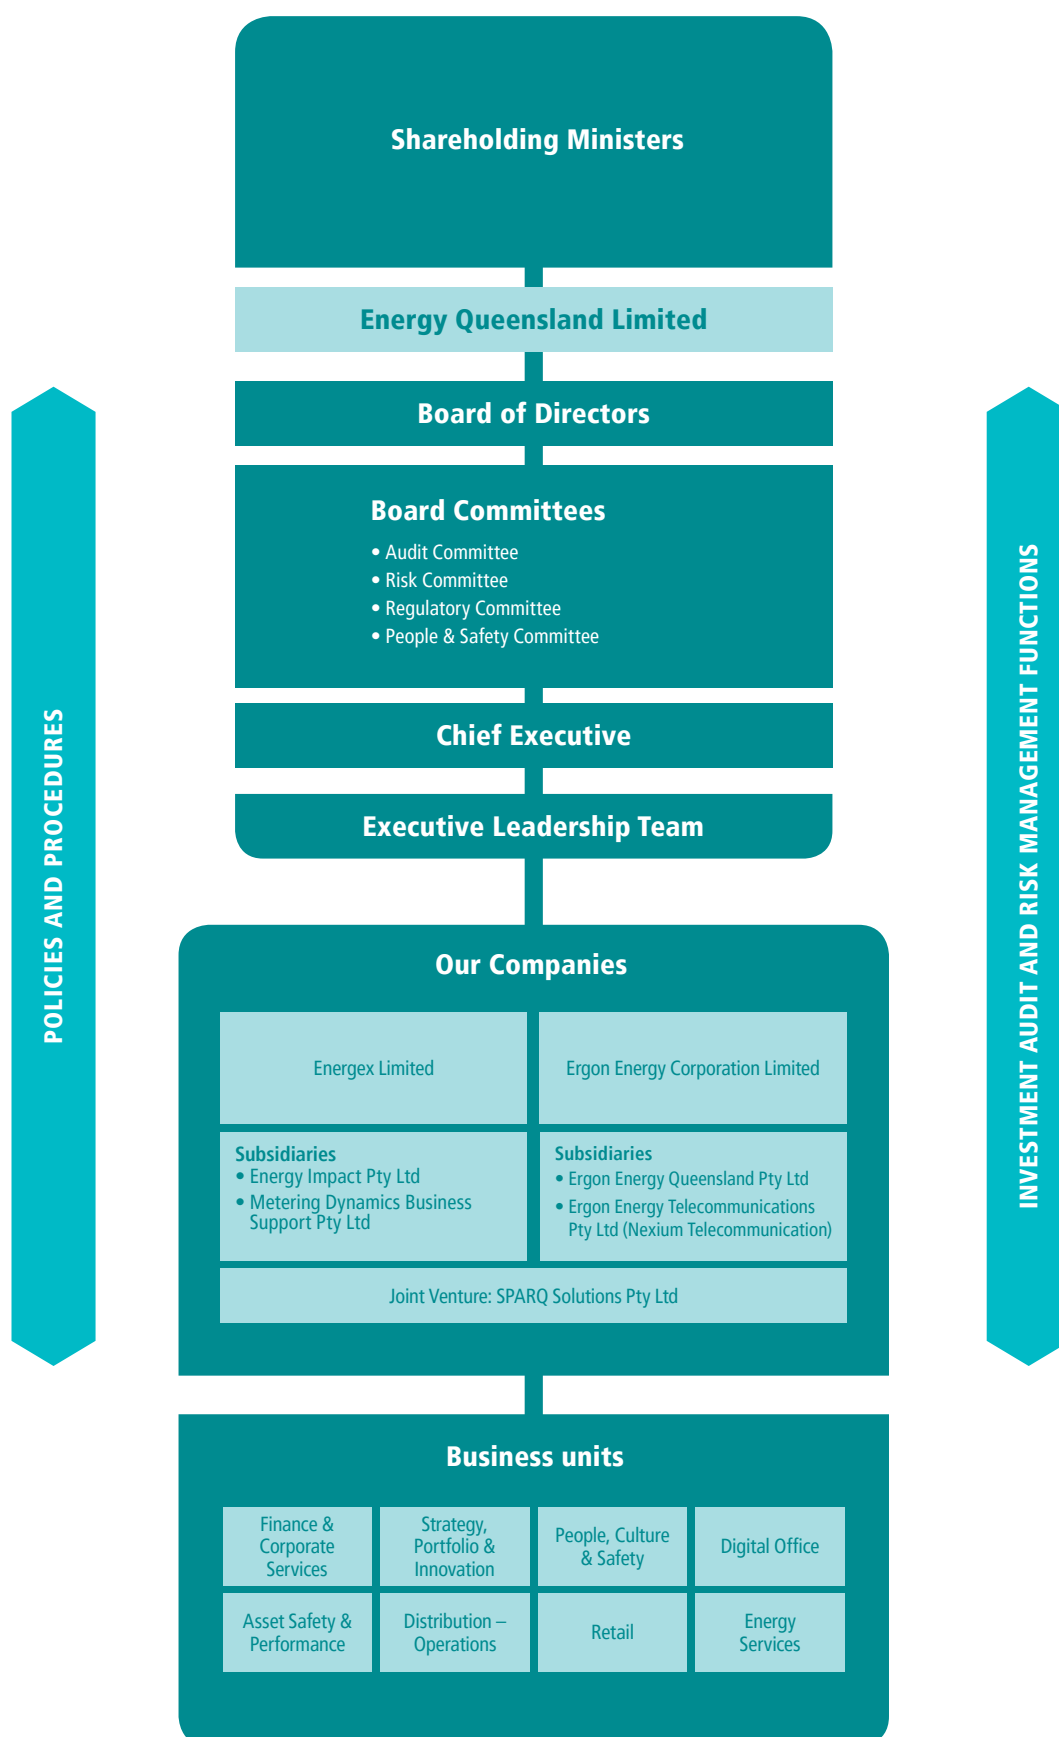 Shareholding Ministers
Energy Queensland Limited
Board of Directors
Board Committees
• Audit Committee
• Risk Committee
• Regulatory Committee
• People & Safety Committee
Chief Executive
Executive Leadership Team
POLICIES AND PROCEDURES
INVESTMENT AUDIT AND RISK MANAGEMENT FUNCTIONS
Our Companies
Energex Limited
Ergon Energy Corporation Limited
Subsidiaries
• Energy Impact Pty Ltd
• Metering Dynamics Business
Support Pty Ltd
Subsidiaries
• Ergon Energy Queensland Pty Ltd
• Ergon Energy Telecommunications
Pty Ltd (Nexium Telecommunication)
Joint Venture: SPARQ Solutions Pty Ltd
Business units
Finance &
Corporate
Services
Strategy,
Portfolio &
Innovation
People, Culture
& Safety
Digital Office
Asset Safety &
Performance
Distribution –
Operations
Retail
Energy
Services